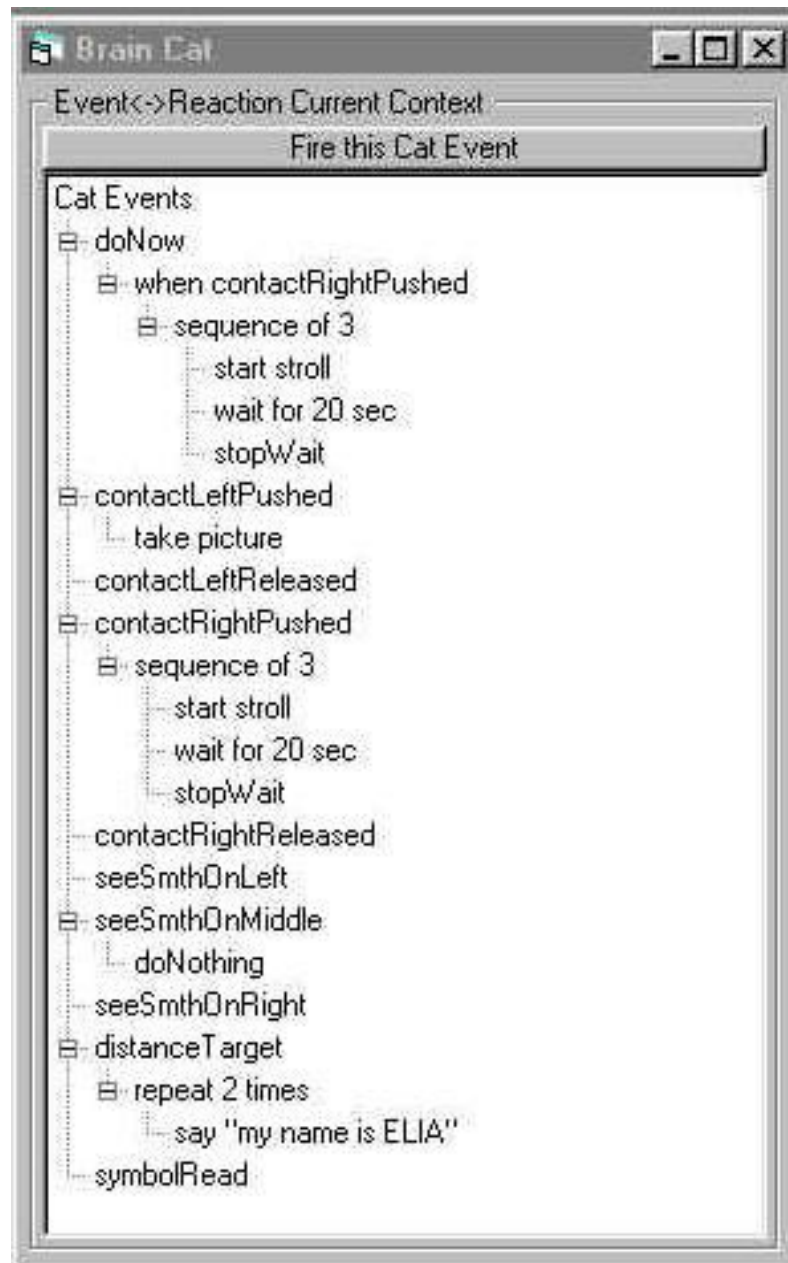 Brain Cat
Event<->Reaction Current Context
Fire this Cat Event
Cat Events
doNow
when contactRightPushed
sequence of 3
start stroll
wait for 20 sec
stopWait
contactLeftPushed
take picture
contactLeftReleased
contactRightPushed
sequence of 3
start stroll
wait for 20 sec
stopWait
contactRightReleased
seeSmthOnLeft
seeSmthOnMiddle
doNothing
seeSmthOnRight
distanceTarget
repeat 2 times
say "my name is ELIA"
symbolRead